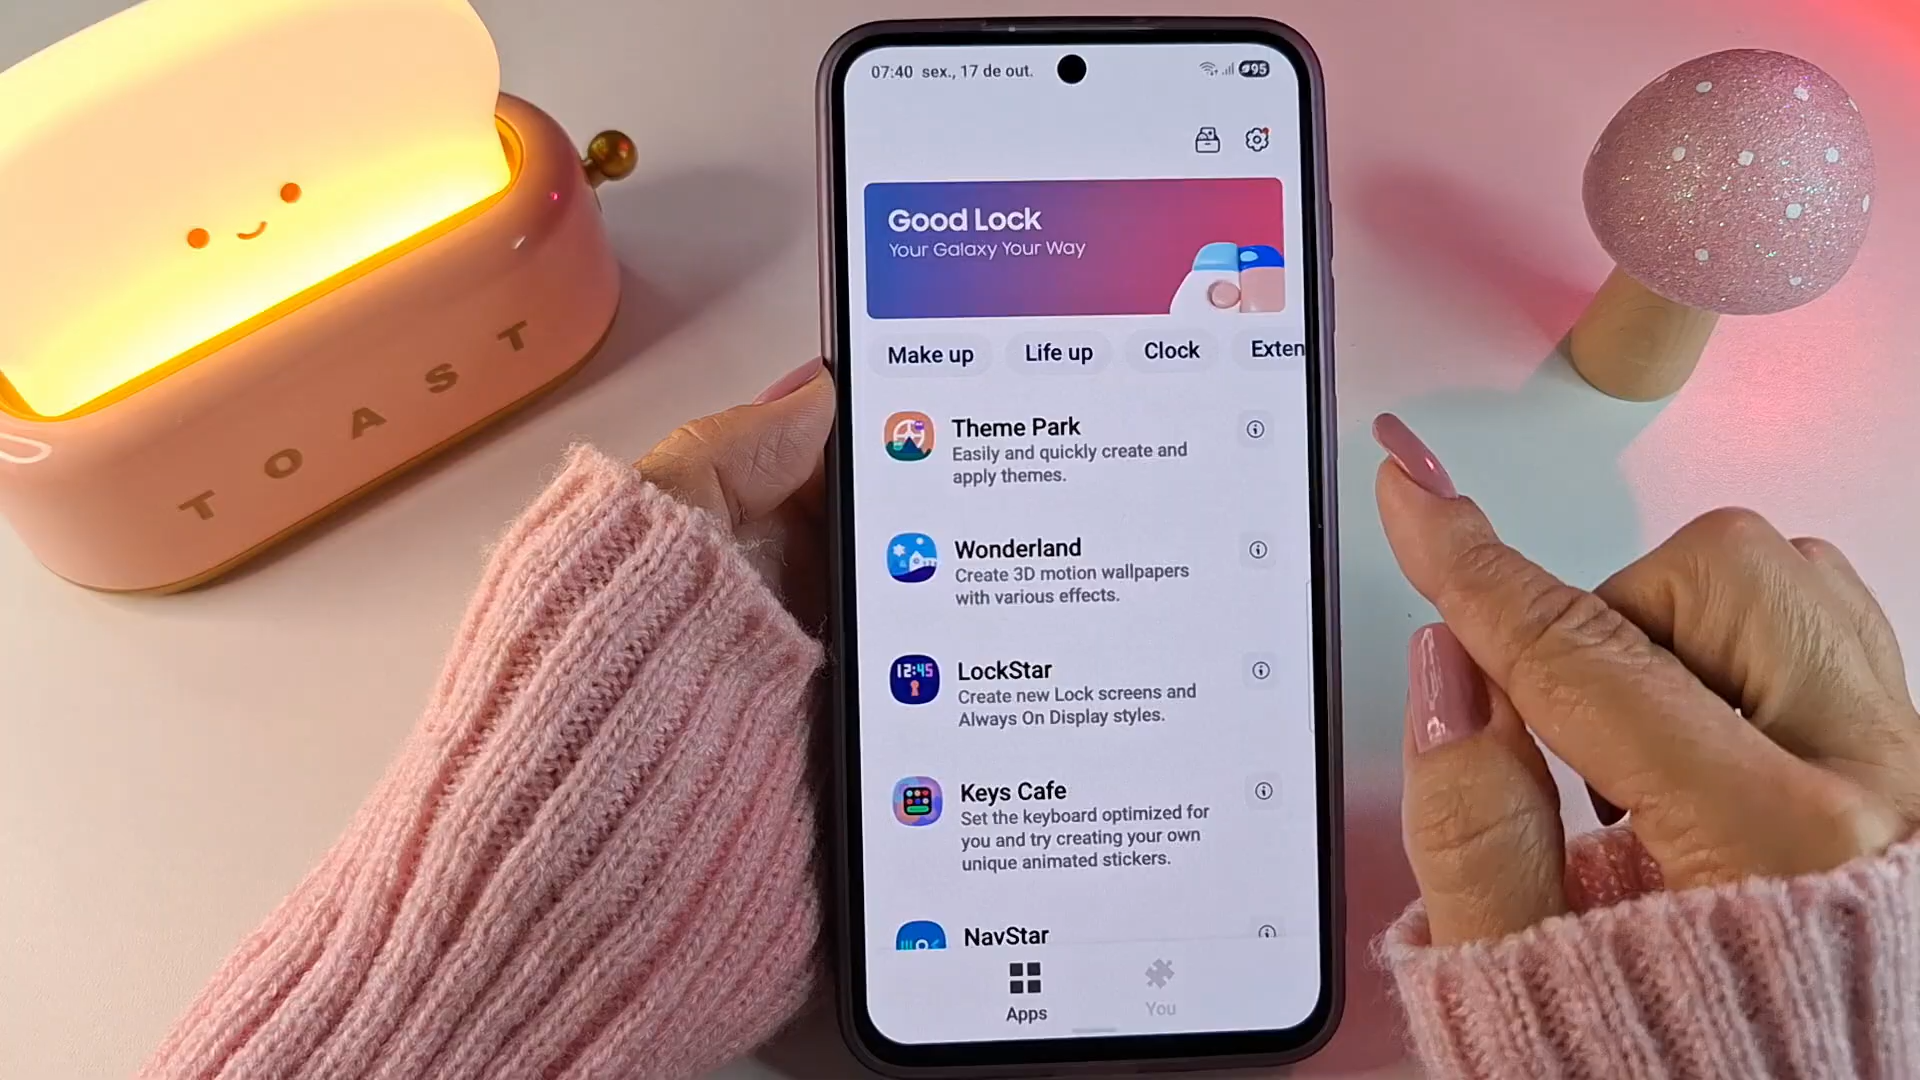 TOAST
07:40 sex., 17 de out.
95
Good Lock
Your Galaxy Your Way
Make up
Life up
Clock
Exten
Theme Park
Easily and quickly create and
apply themes.
Wonderland
Create 3D motion wallpapers
with various effects.
12:45
LockStar
Create new Lock screens and
Always On Display styles.
Keys Cafe
Set the keyboard optimized for
you and try creating your own
unique animated stickers.
NavStar
Apps
You